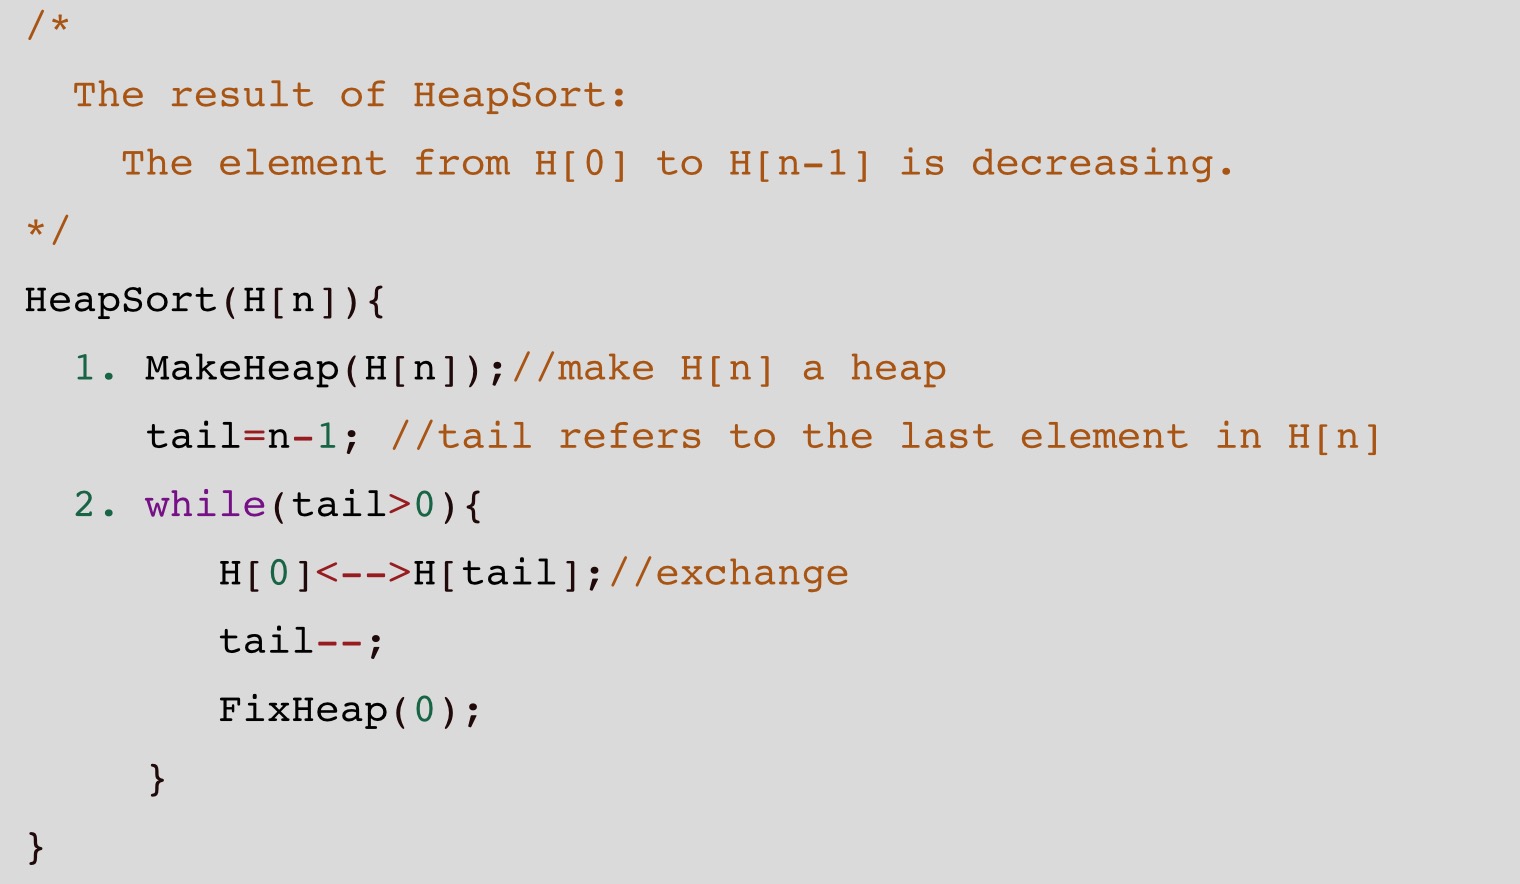 /*
  The result of HeapSort:
    The element from H[0] to H[n-1] is decreasing.
*/
HeapSort(H[n]){
  1. MakeHeap(H[n]);//make H[n] a heap
     tail=n-1; //tail refers to the last element in H[n]
  2. while(tail>0){
        H[0]<-->H[tail];//exchange
        tail--;
        FixHeap(0);
     }
}